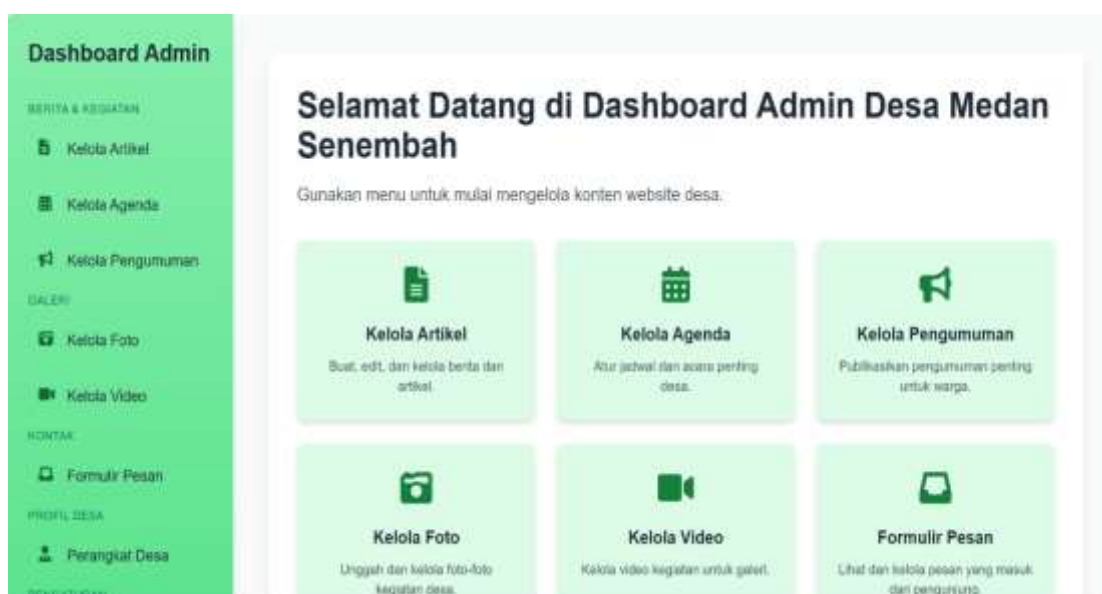 Dashboard Admin
BERITA & KEGIATAN
Kelola Artikel
Kelola Agenda
Kelola Pengumuman
GALERI
Kelola Foto
Kelola Video
KONTAK
Formulir Pesan
PROFIL DESA
Perangkat Desa
PENGATURAN
Selamat Datang di Dashboard Admin Desa Medan
Senembah
Gunakan menu untuk mulai mengelola konten website desa.
Kelola Artikel
Buat, edit, dan kelola berita dan
artikel.
Kelola Agenda
Atur jadwal dan acara penting
desa.
Kelola Pengumuman
Publikasikan pengumuman penting
untuk warga.
Kelola Foto
Unggah dan kelola foto-foto
kegiatan desa.
Kelola Video
Kelola video kegiatan untuk galeri.
Formulir Pesan
Lihat dan kelola pesan yang masuk
dari pengunjung.